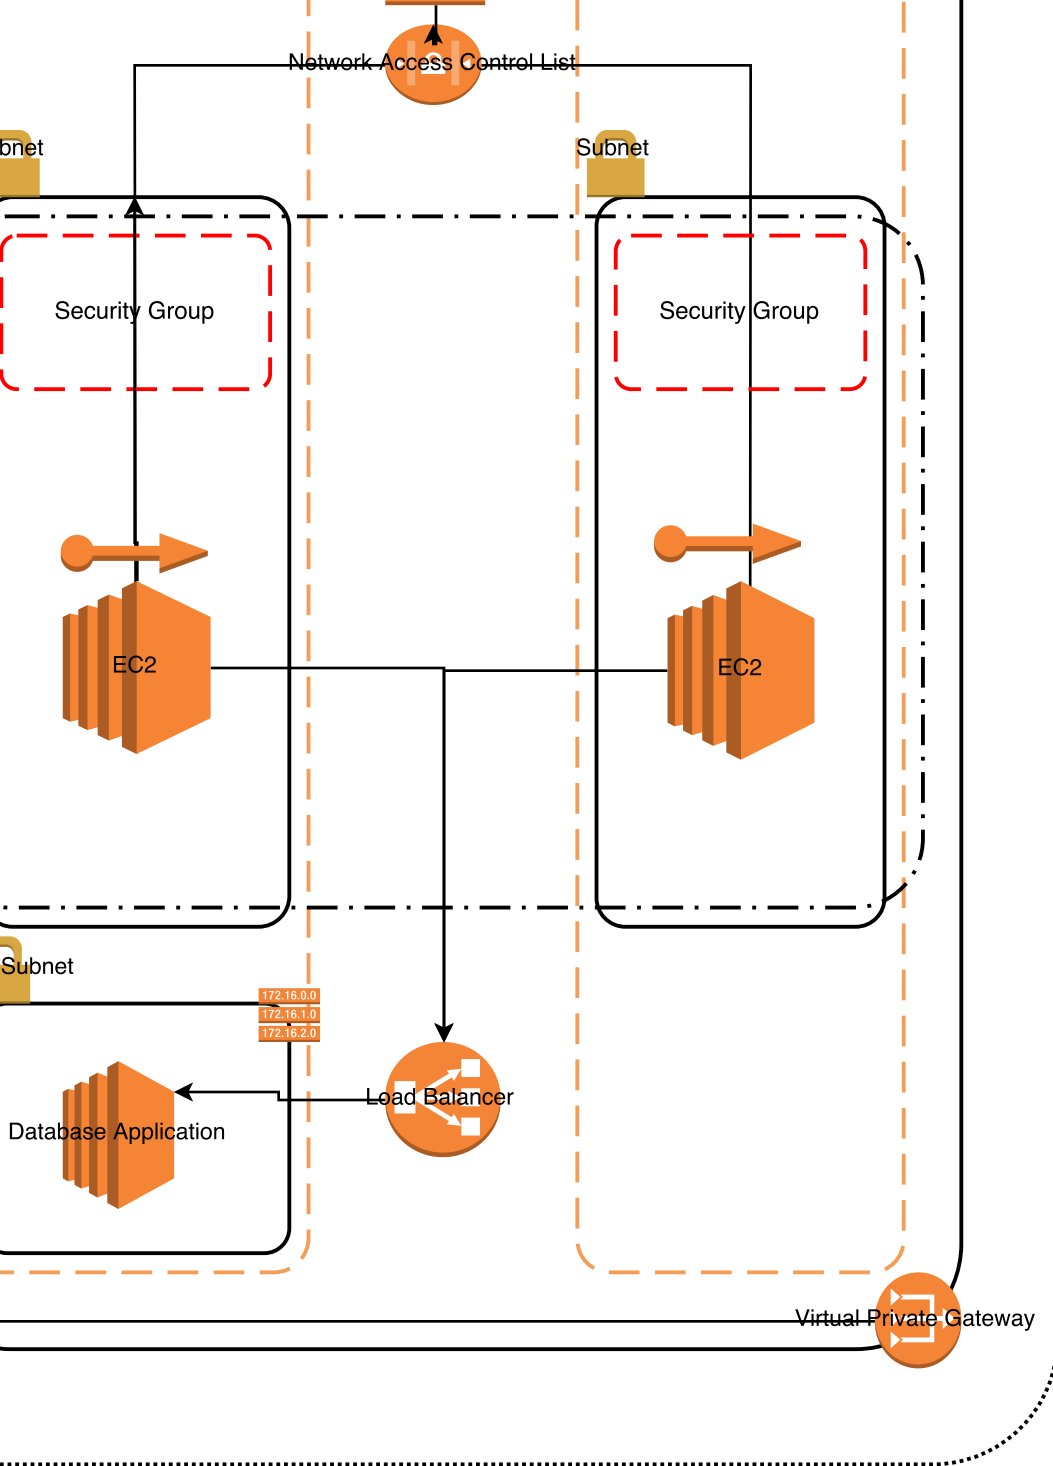 Network Access Control List
bnet
Subnet
Security Group
Security Group
EC2
EC2
Subnet
172.16.0.0
172.16.1.0
172.16.2.0
Load Balancer
Database Application
Virtual Private Gateway